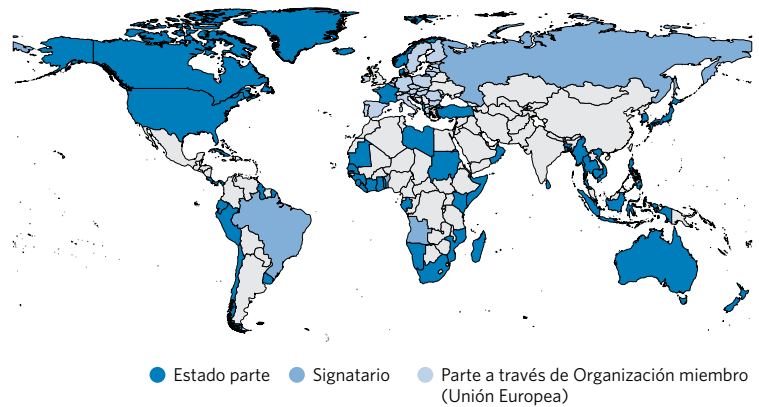 Estado parte
Signatario
Parte a través de Organización miembro
(Unión Europea)